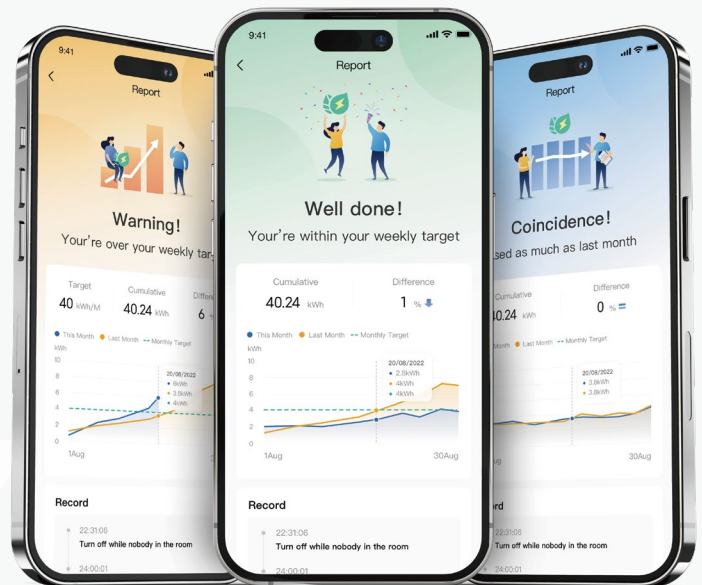 9:41
Report
Warning!
Your're over your weekly
Target
Cumulative
40 kWh/M
40.24 kWh
6
This Month
Last Month
Monthly Target
kWh
10
8
6
4
2
0
20/08/2022
6kWh
3.8kWh
4kWh
1Aug
Record
22:31:06
Turn off while nobody in the room
24:00:01
9:41
Report
Well done!
Your're within your weekly target
Cumulative
Difference
40.24 kWh
1 %
This Month
Last Month
Monthly Target
kWh
10
8
6
4
2
0
20/08/2022
2.8kWh
4kWh
4kWh
1Aug
30Aug
Record
22:31:06
Turn off while nobody in the room
24:00:01
Report
Coincidence!
as much as last month
Difference
0 %
Last Month
Monthly Target
20/08/2022
3.8kWh
3.8kWh
30Aug
22:31:06
Turn off while nobody in the room
24:00:01